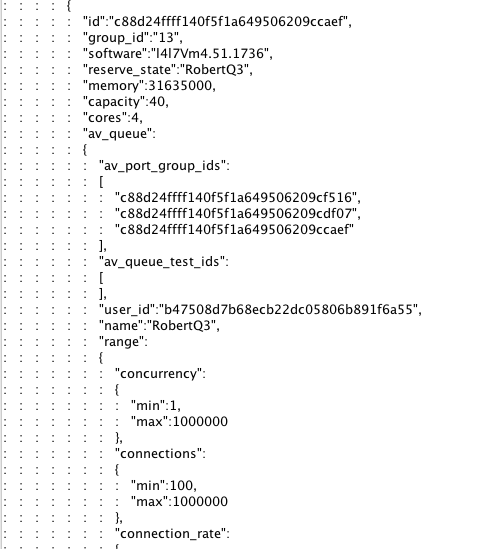 : : : : : {
: : : : : : "id":"c88d24ffff140f5f1a649506209ccaef",
: : : : : : "group_id":"13",
: : : : : : "software":"l4l7Vm4.51.1736",
: : : : : : "reserve_state":"RobertQ3",
: : : : : : "memory":31635000,
: : : : : : "capacity":40,
: : : : : : "cores":4,
: : : : : : "av_queue":
: : : : : : {
: : : : : : : "av_port_group_ids":
: : : : : : : [
: : : : : : : : "c88d24ffff140f5f1a649506209cf516",
: : : : : : : : "c88d24ffff140f5f1a649506209cdf07",
: : : : : : : : "c88d24ffff140f5f1a649506209ccaef"
: : : : : : : ],
: : : : : : : "av_queue_test_ids":
: : : : : : : [
: : : : : : : ],
: : : : : : : "user_id":"b47508d7b68ecb22dc05806b891f6a55",
: : : : : : : "name":"RobertQ3",
: : : : : : : "range":
: : : : : : : {
: : : : : : : : "concurrency":
: : : : : : : : {
: : : : : : : : : "min":1,
: : : : : : : : : "max":1000000
: : : : : : : : },
: : : : : : : : "connections":
: : : : : : : : {
: : : : : : : : : "min":100,
: : : : : : : : : "max":1000000
: : : : : : : : },
: : : : : : : : "connection_rate":
: : : : : : : : {